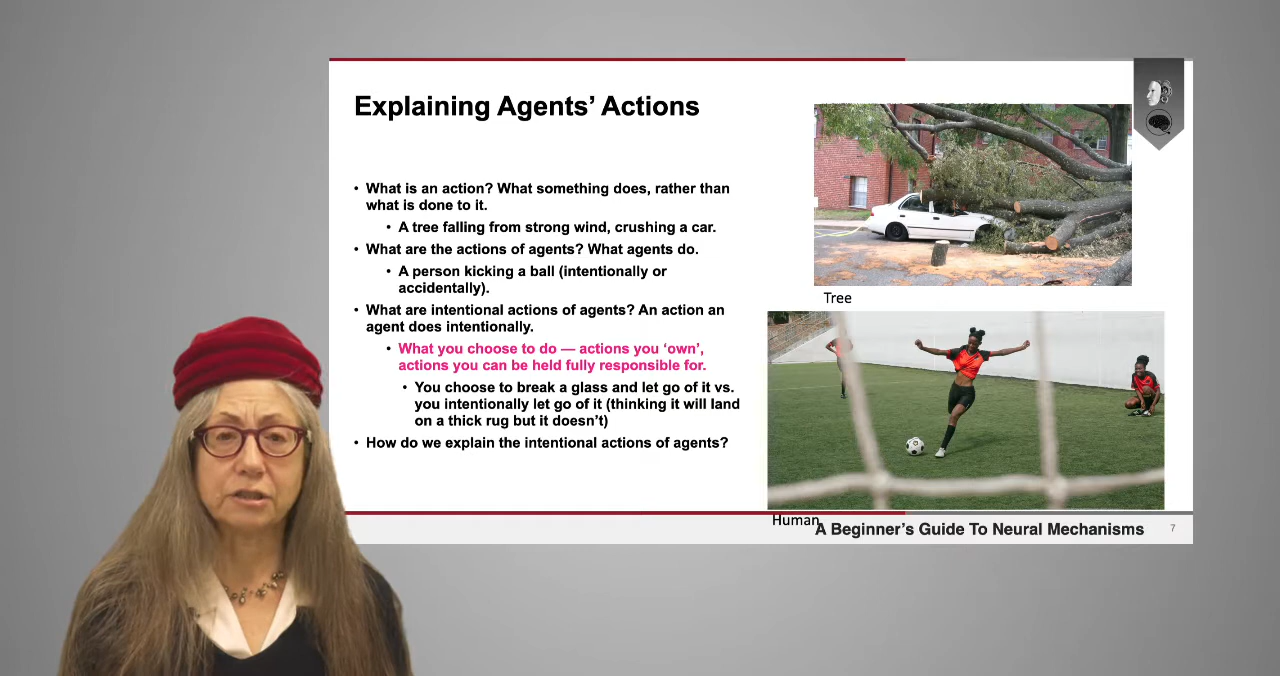 Explaining Agents’ Actions
• What is an action? What something does, rather than
what is done to it.
• A tree falling from strong wind, crushing a car.
• What are the actions of agents? What agents do.
• A person kicking a ball (intentionally or
accidentally).
• What are intentional actions of agents? An action an
agent does intentionally.
• What you choose to do — actions you ‘own’,
actions you can be held fully responsible for.
• You choose to break a glass and let go of it vs.
you intentionally let go of it (thinking it will land
on a thick rug but it doesn’t)
• How do we explain the intentional actions of agents?
Tree
Human
A Beginner’s Guide To Neural Mechanisms
7